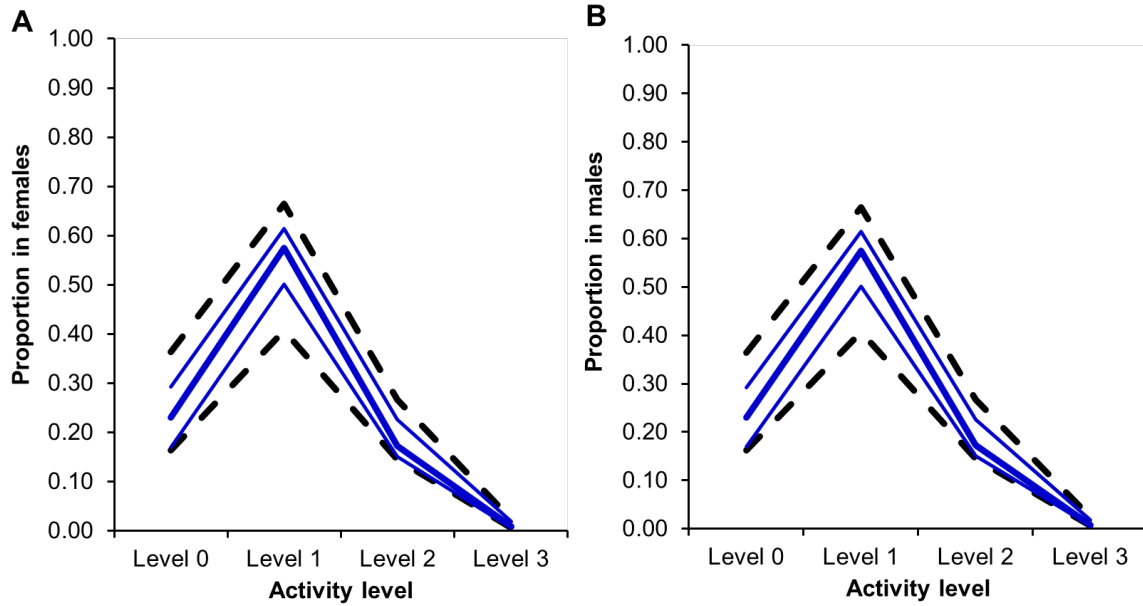 A
Proportion in females
1.00
0.90
0.80
0.70
0.60
0.50
0.40
0.30
0.20
0.10
0.00
Level 0 Level 1 Level 2 Level 3
Activity level
B
Proportion in males
1.00
0.90
0.80
0.70
0.60
0.50
0.40
0.30
0.20
0.10
0.00
Level 0 Level 1 Level 2 Level 3
Activity level